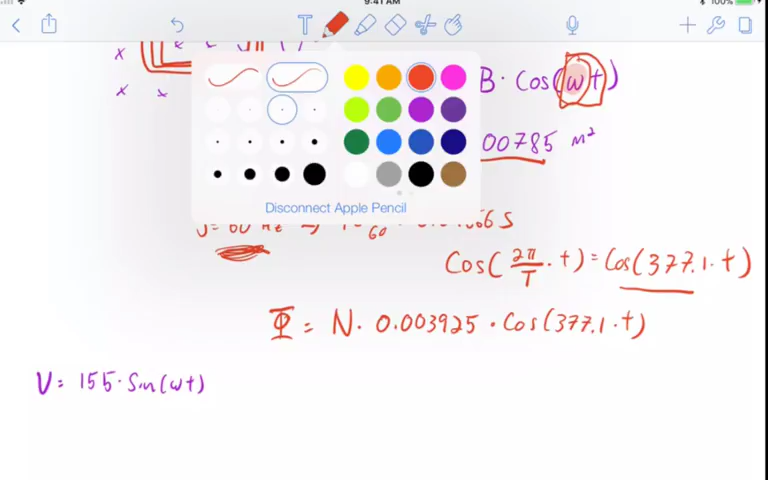 9:41 AM 100%
T
x
x x
B · Cos(ωt)
00785 m²
Disconnect Apple Pencil
60
Cos(2π/T · t) = Cos(377.1 · t)
Φ = N · 0.003925 · Cos(377.1 · t)
V = 155 · Sin(ωt)